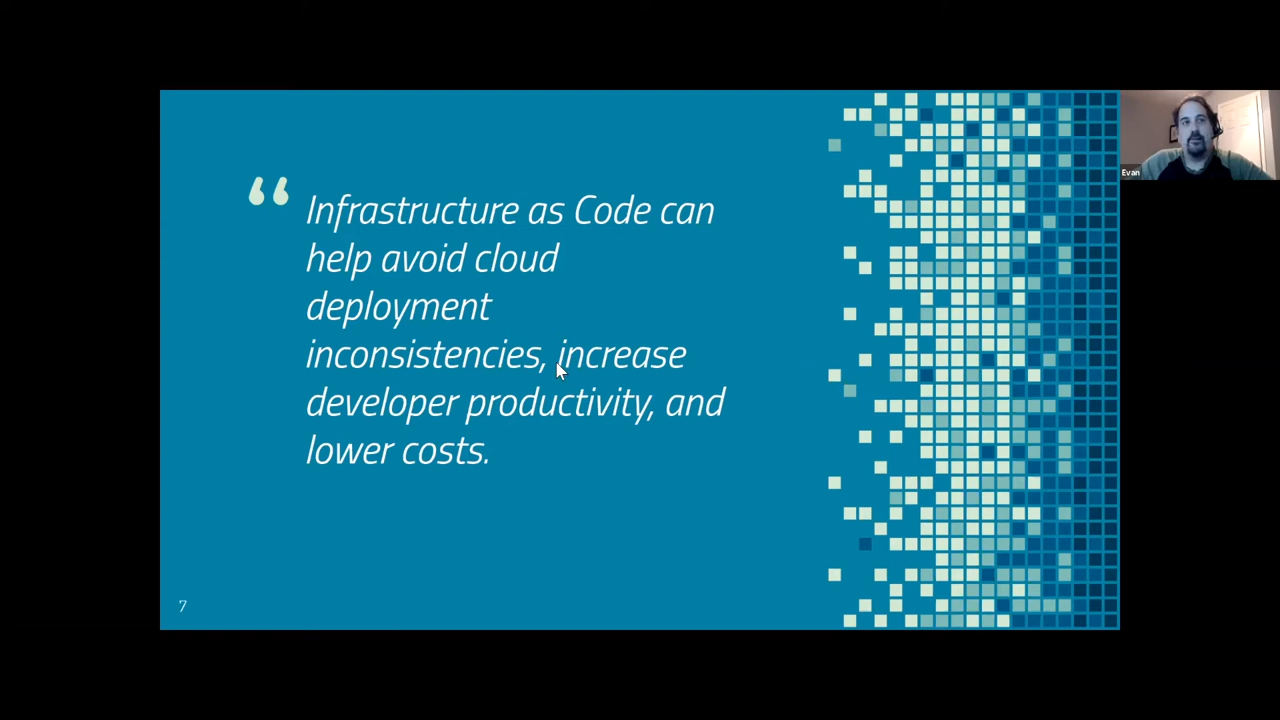 “
Infrastructure as Code can
help avoid cloud
deployment
inconsistencies, increase
developer productivity, and
lower costs.
7
Evan